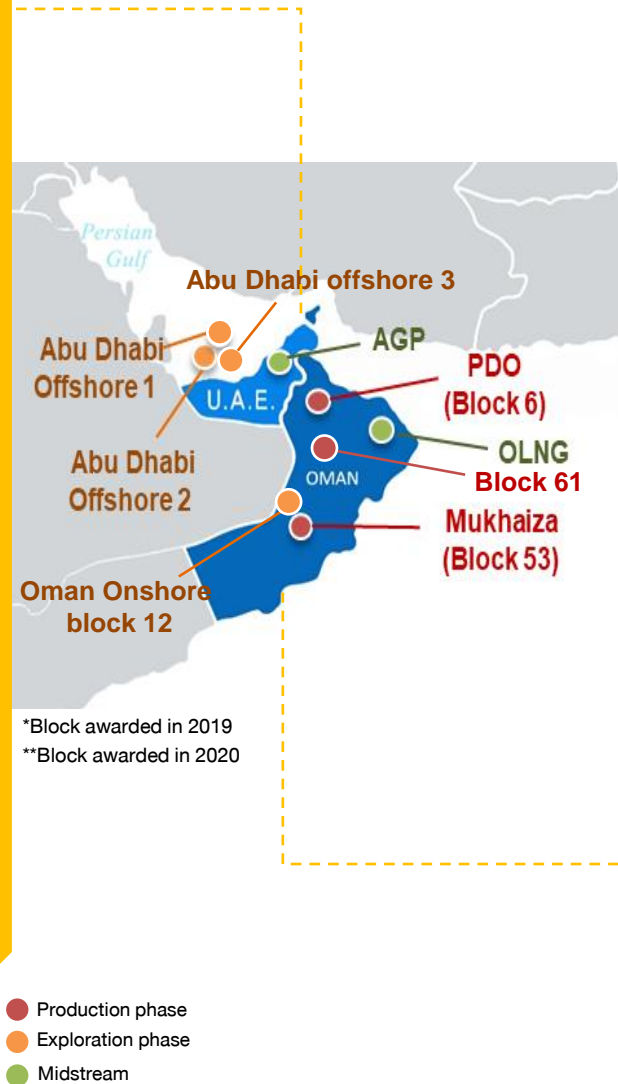 Persian
Gulf
Abu Dhabi offshore 3
Abu Dhabi
Offshore 1
AGP
U.A.E.
PDO
(Block 6)
Abu Dhabi
Offshore 2
OLNG
OMAN
Block 61
Mukhaiza
(Block 53)
Oman Onshore
block 12
*Block awarded in 2019
**Block awarded in 2020
Production phase
Exploration phase
Midstream